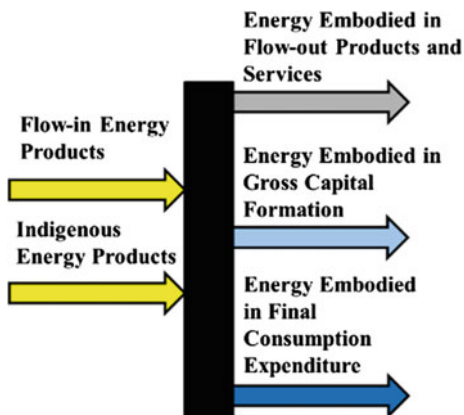 Flow-in Energy
Products
Indigenous
Energy Products
Energy Embodied in
Flow-out Products and
Services
Energy Embodied in
Gross Capital
Formation
Energy Embodied
in Final
Consumption
Expenditure